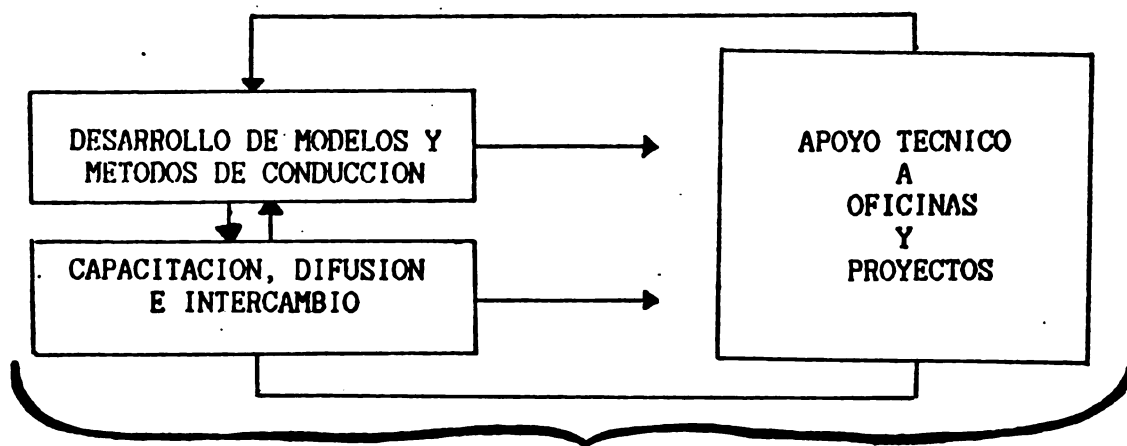 DESARROLLO DE MODELOS Y
METODOS DE CONDUCCION
CAPACITACION, DIFUSION
E INTERCAMBIO
APOYO TECNICO
A
OFICINAS
Y
PROYECTOS